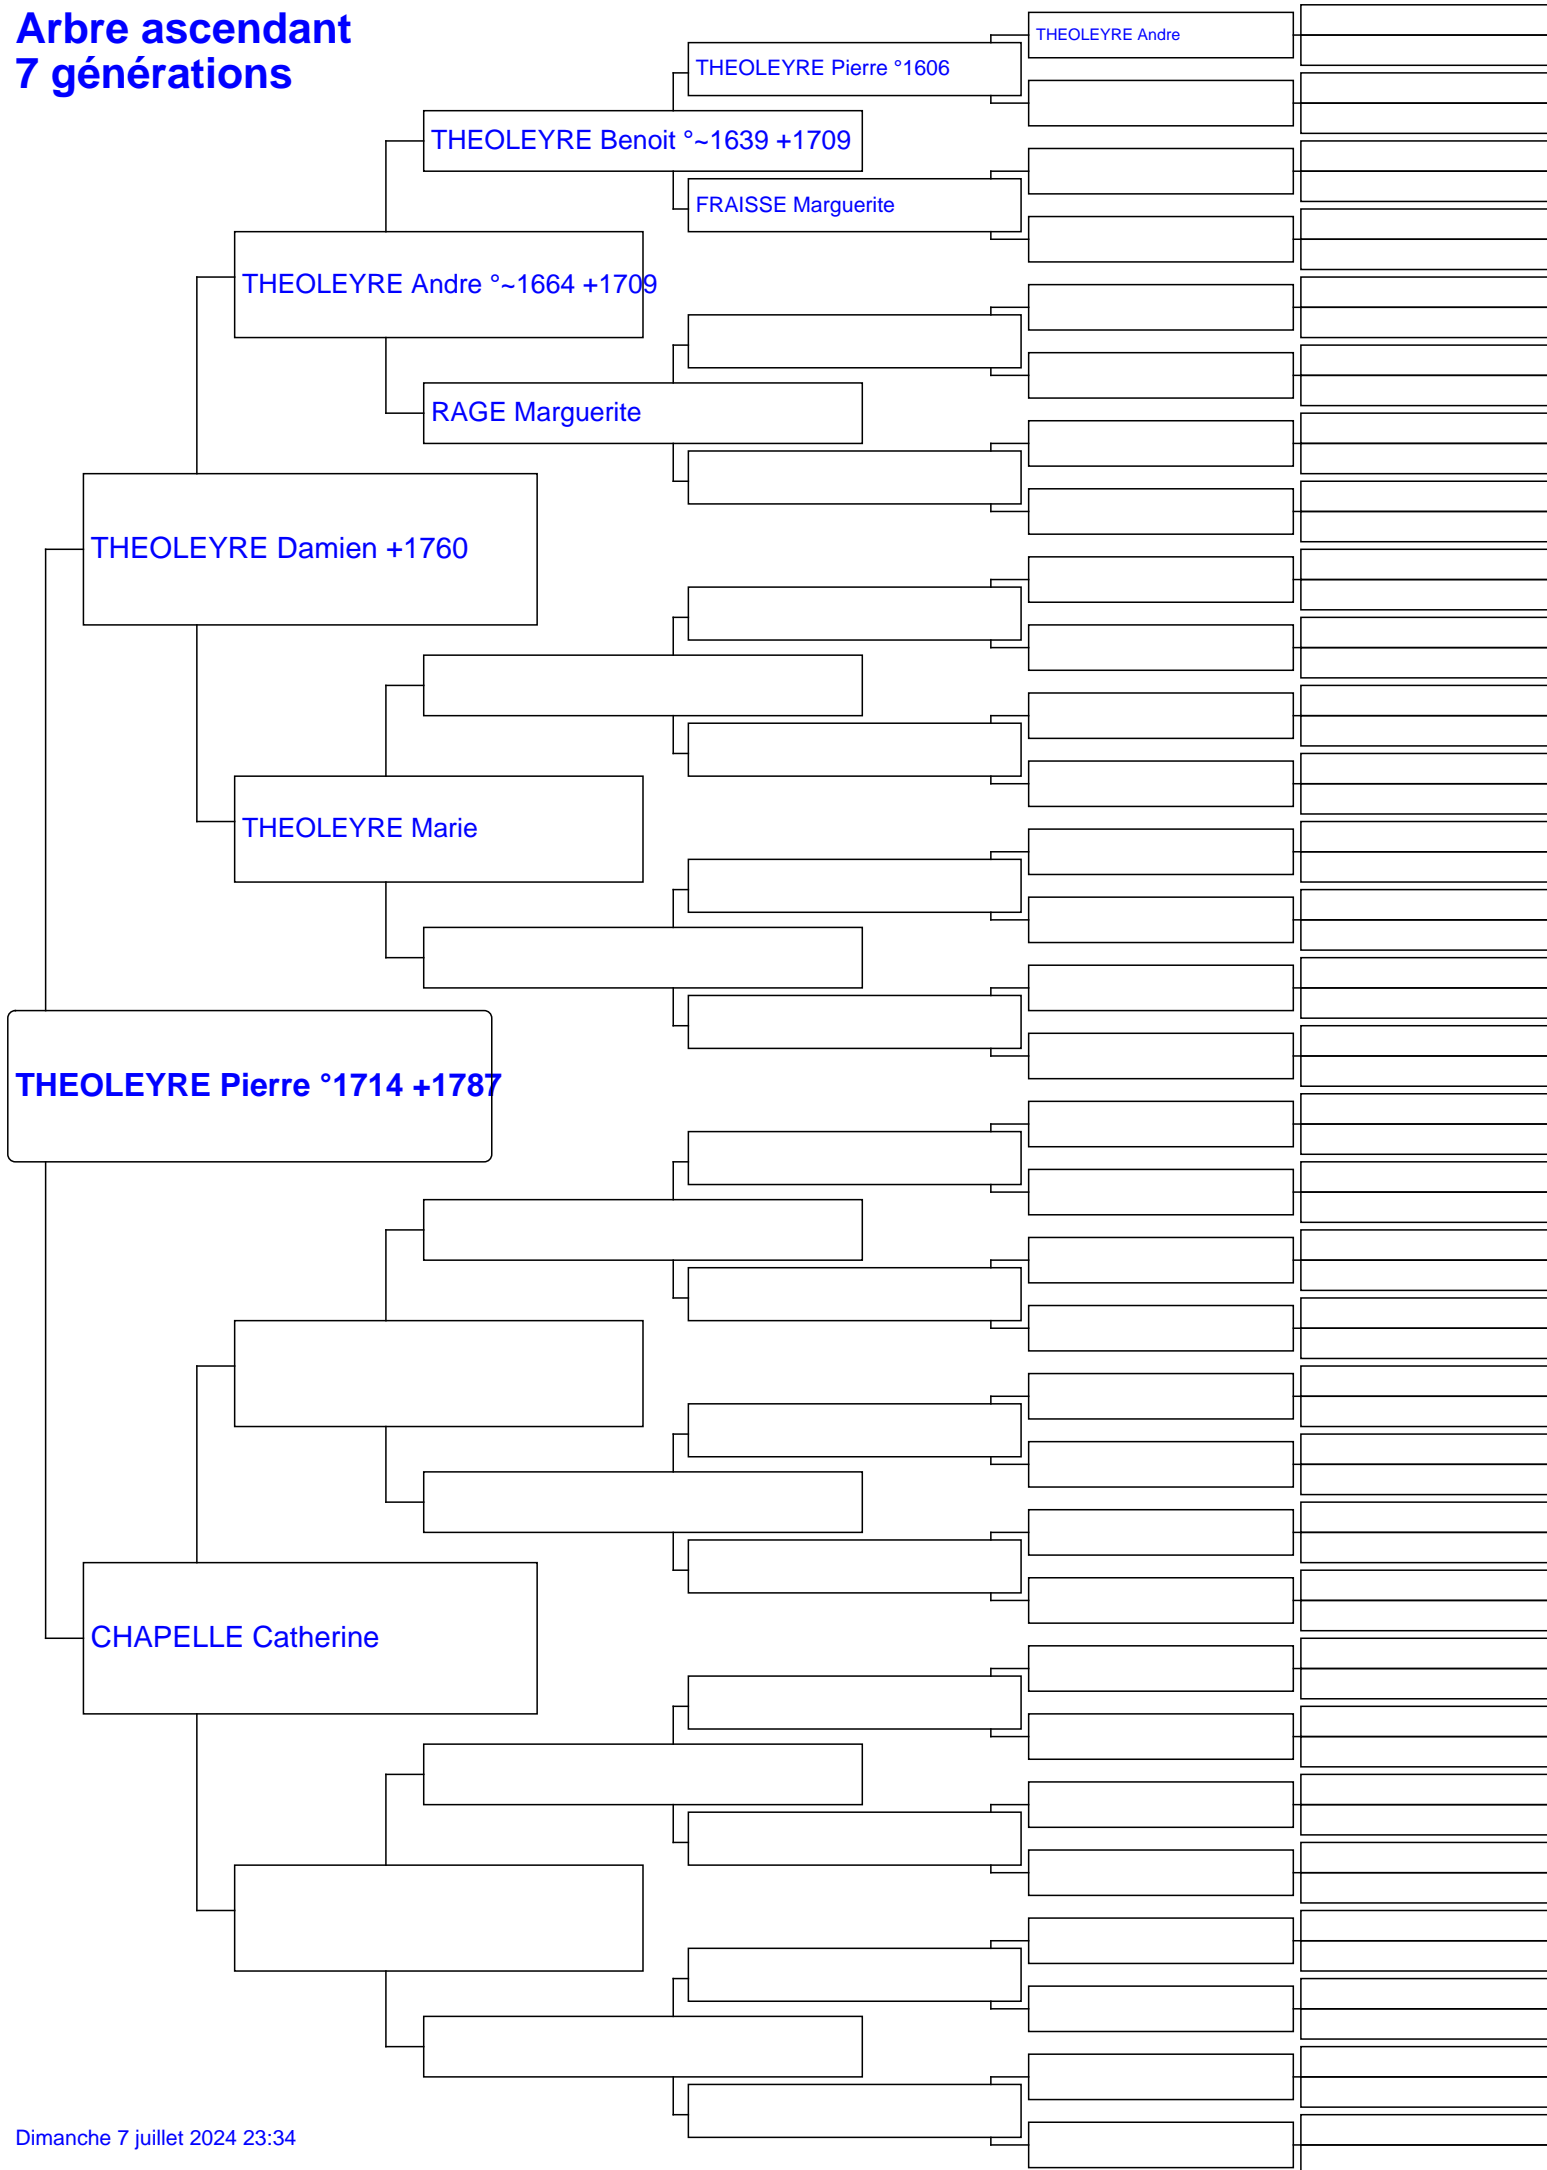 Arbre ascendant
7 générations
THEOLEYRE Andre
THEOLEYRE Pierre °1606
THEOLEYRE Benoit °~1639 +1709
FRAISSE Marguerite
THEOLEYRE Andre °~1664 +1709
RAGE Marguerite
THEOLEYRE Damien +1760
THEOLEYRE Marie
THEOLEYRE Pierre °1714 +1787
CHAPELLE Catherine
Dimanche 7 juillet 2024 23:34